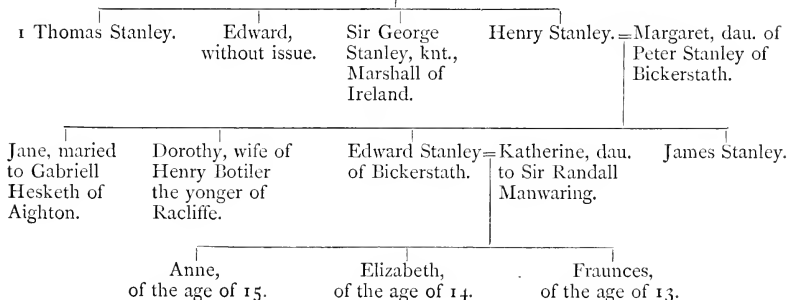 1 Thomas Stanley.
Edward,
without issue.
Sir George
Stanley, knt.,
Marshall of
Ireland.
Henry Stanley. = Margaret, dau. of
Peter Stanley of
Bickerstath.
Jane, maried
to Gabriell
Hesketh of
Aighton.
Dorothy, wife of
Henry Botiler
the yonger of
Racliffe.
Edward Stanley = Katherine, dau.
of Bickerstath.
to Sir Randall
Manwaring.
James Stanley.
Anne,
of the age of 15.
Elizabeth,
of the age of 14.
Fraunces,
of the age of 13.